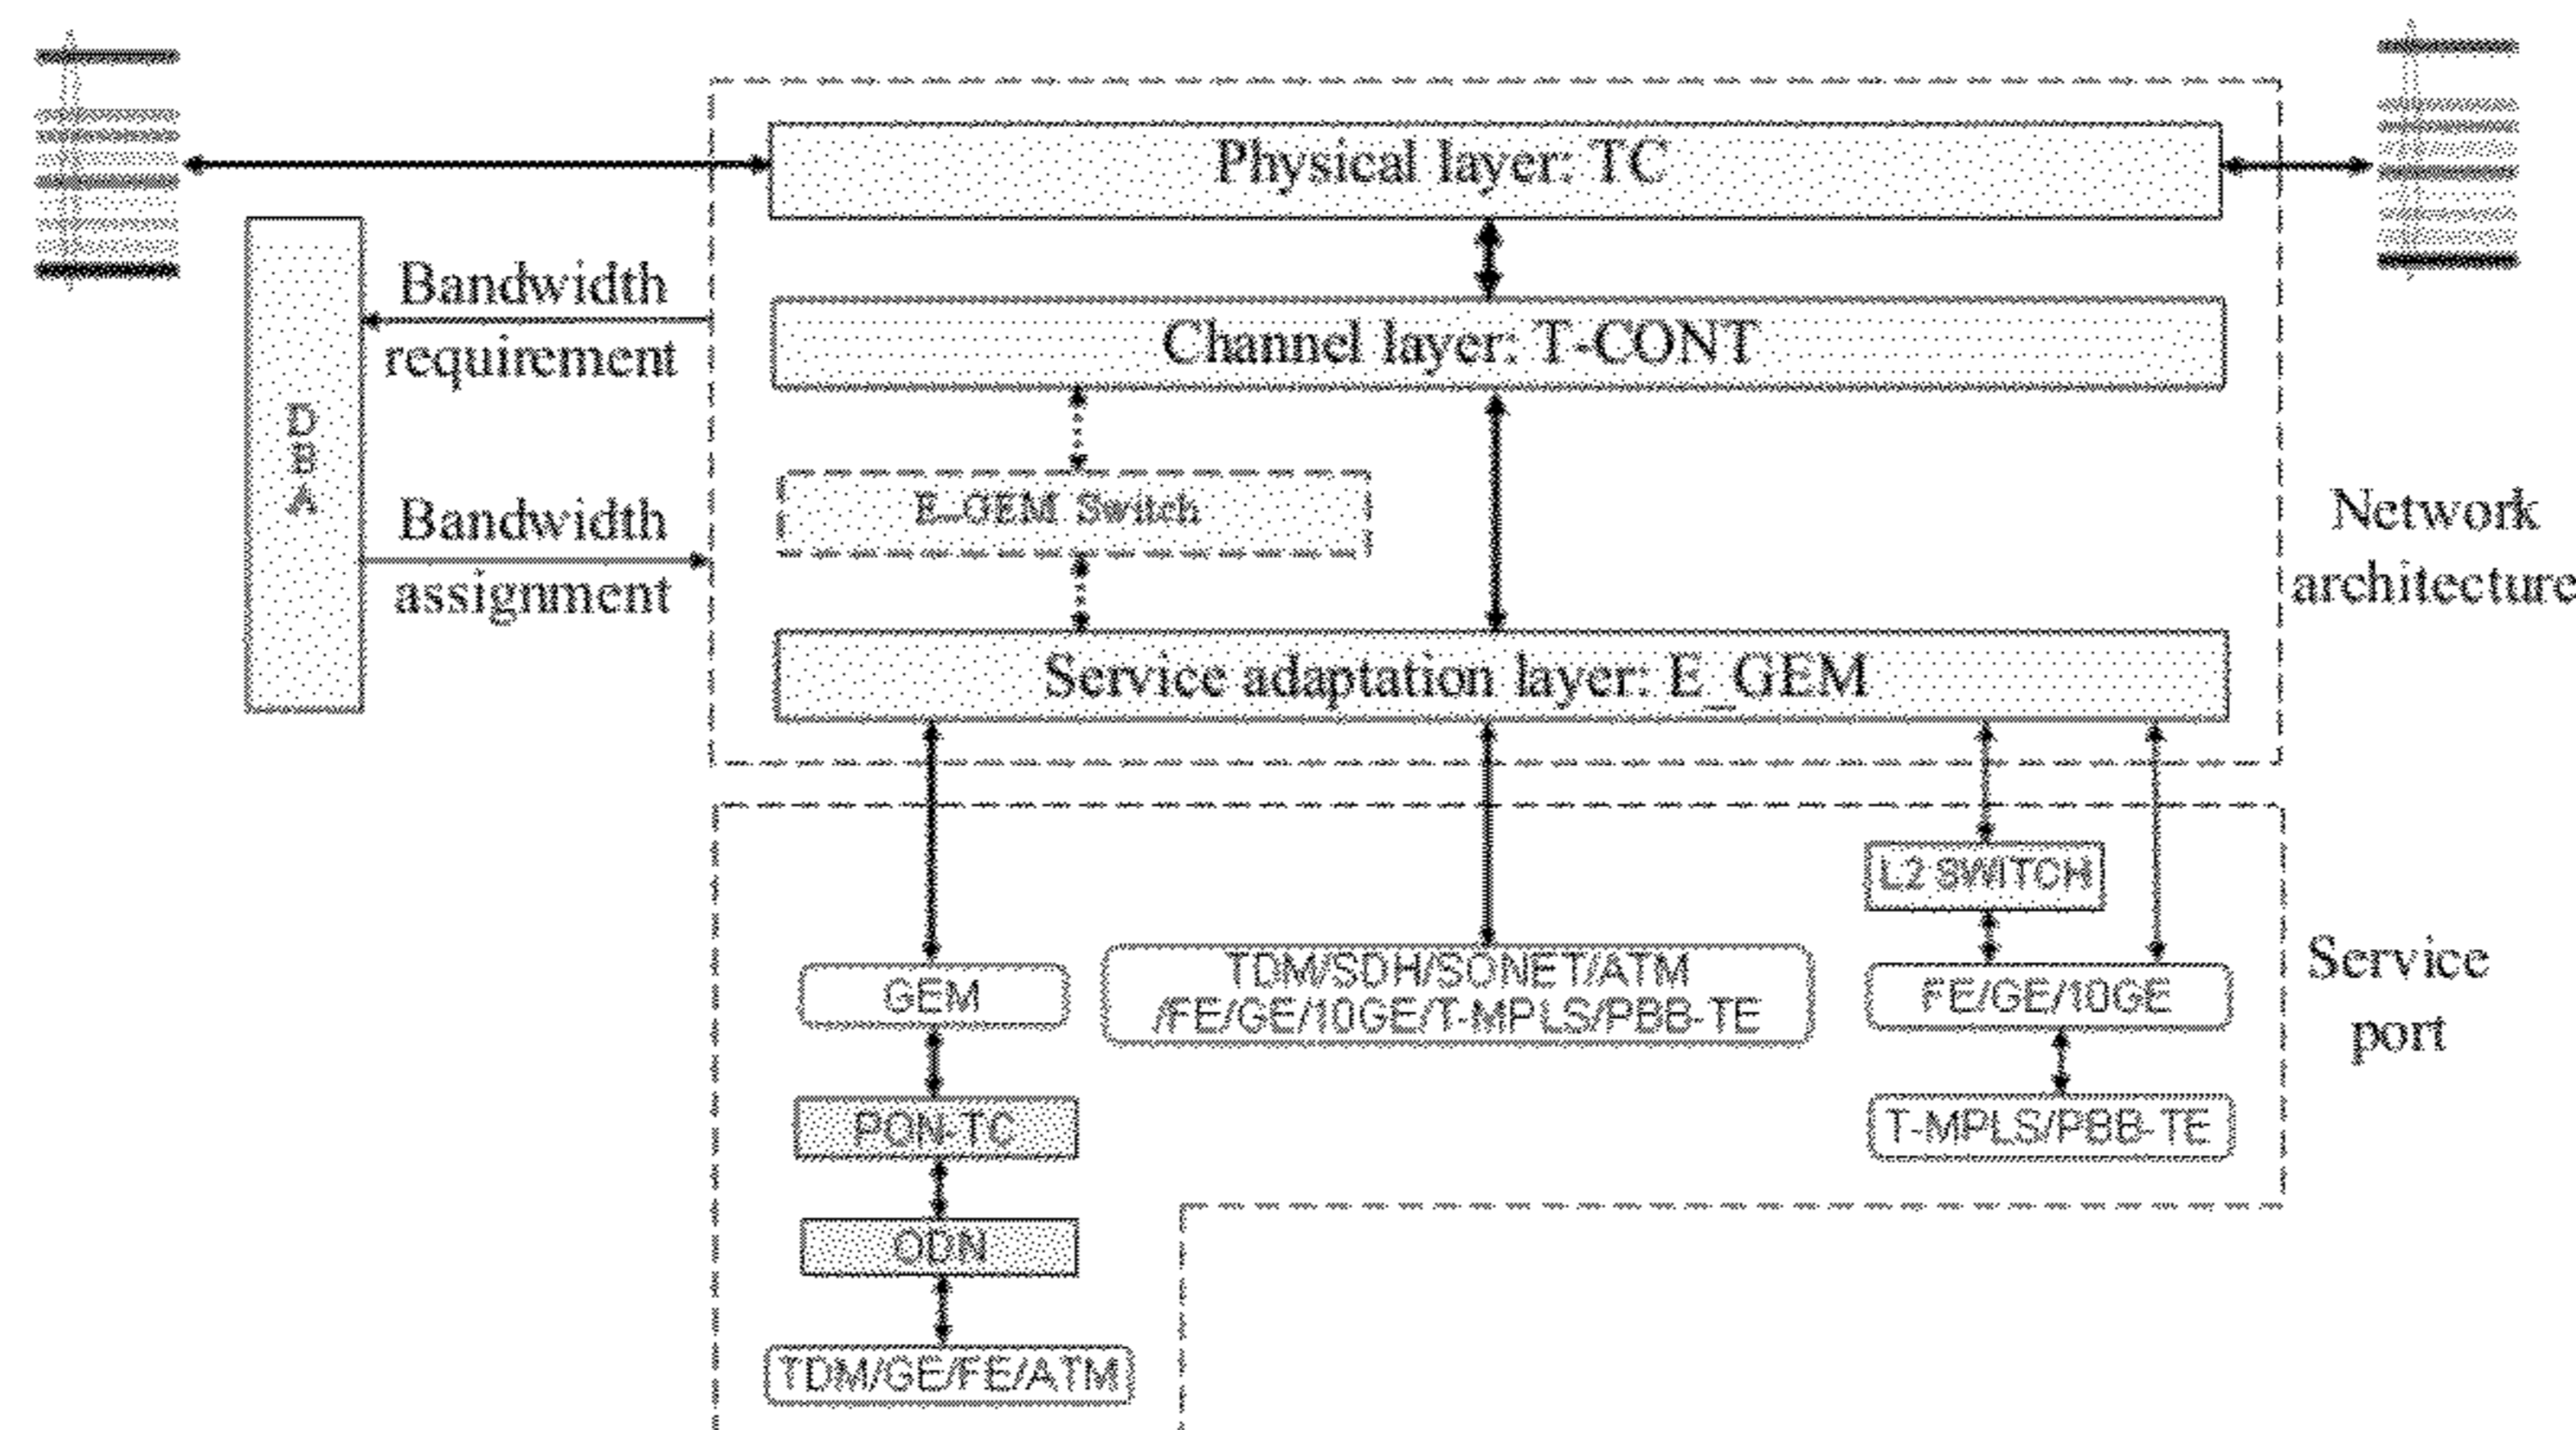 Physical layer: TC
Bandwidth
requirement
Channel layer: T-CONT
D
B
A
E_GEM Switch
Bandwidth
assignment
Network
architecture
Service adaptation layer: E_GEM
L2 SWITCH
GEM
TDM/SDH/SONET/ATM
/FE/GE/10GE/T-MPLS/PBB-TE
FE/GE/10GE
Service
port
PON-TC
T-MPLS/PBB-TE
ODN
TDM/GE/FE/ATM